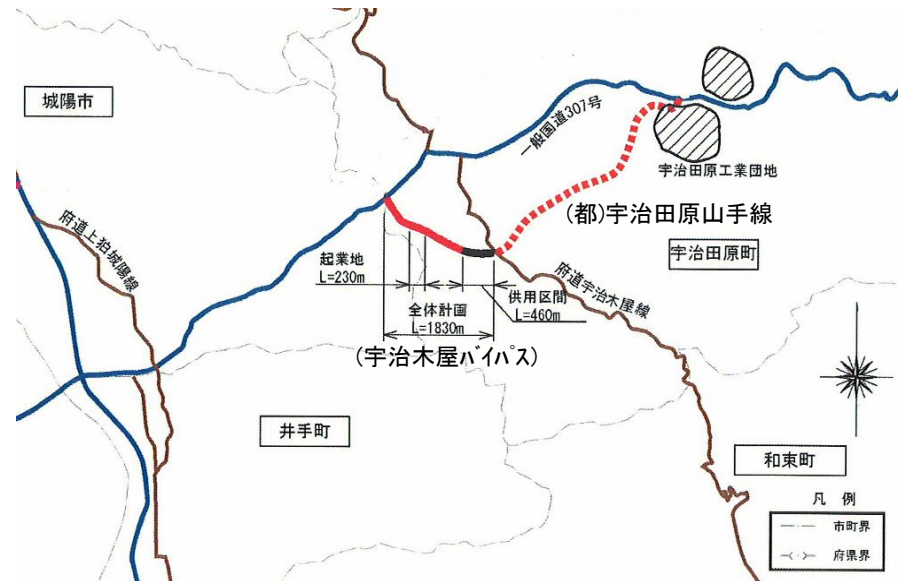 城陽市
一般国道307号
宇治田原工業団地
(都)宇治田原山手線
宇治田原町
府道上狛城陽線
起業地
L=230m
全体計画
L=1830m
供用区間
L=460m
府道宇治木屋線
(宇治木屋バイパス)
井手町
和束町
凡 例
市町界
府県界